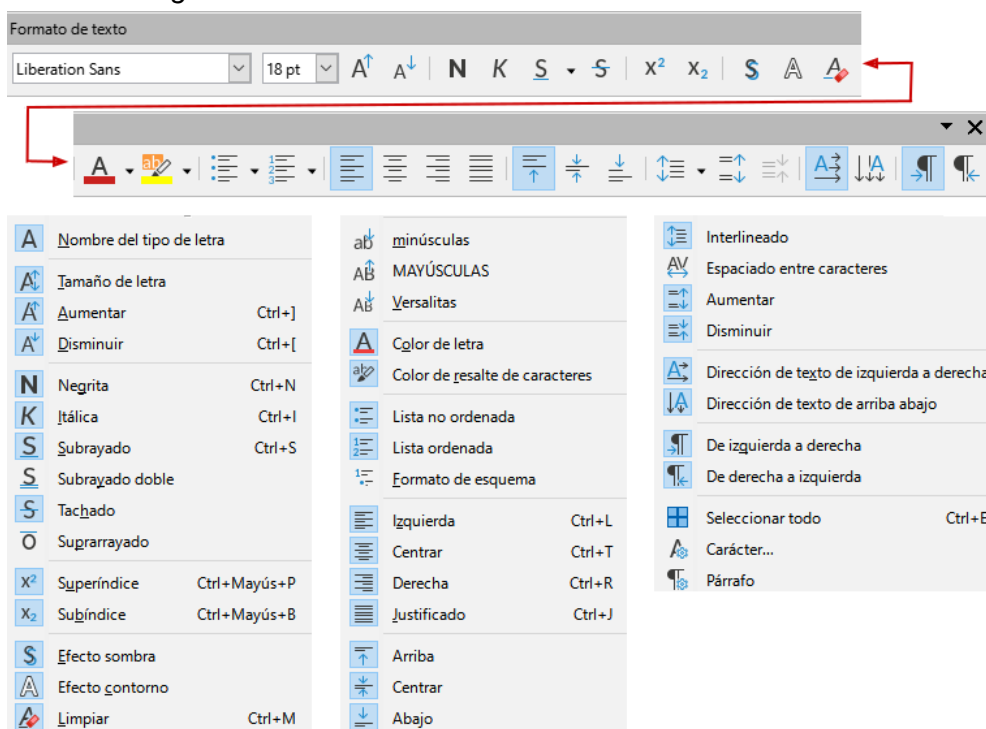 Formato de texto
Liberation Sans 18 pt
Nombre del tipo de letra
Tamaño de letra
Aumentar Ctrl+]
Disminuir Ctrl+[
Negrita Ctrl+N
Itálica Ctrl+I
Subrayado Ctrl+S
Subrayado doble
Tachado
Suprarrayado
Superíndice Ctrl+Mayús+P
Subíndice Ctrl+Mayús+B
Efecto sombra
Efecto contorno
Limpiar Ctrl+M
minúsculas
MAYÚSCULAS
Versalitas
Color de letra
Color de resalte de caracteres
Lista no ordenada
Lista ordenada
Formato de esquema
Izquierda Ctrl+L
Centrar Ctrl+T
Derecha Ctrl+R
Justificado Ctrl+J
Arriba
Centrar
Abajo
Interlineado
Espaciado entre caracteres
Aumentar
Disminuir
Dirección de texto de izquierda a derecha
Dirección de texto de arriba abajo
De izquierda a derecha
De derecha a izquierda
Seleccionar todo Ctrl+E
Carácter...
Párrafo